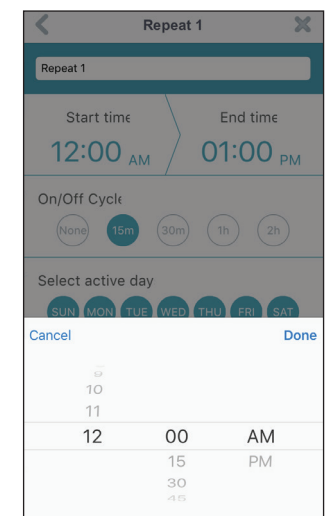 Repeat 1
Repeat 1
Start time End time
12:00 AM 01:00 PM
On/Off Cycle
None 15m 30m 1h 2h
Select active day
SUN MON TUE WED THU FRI SAT
Cancel Done
9
10
11
12 00 AM
15 PM
30
45